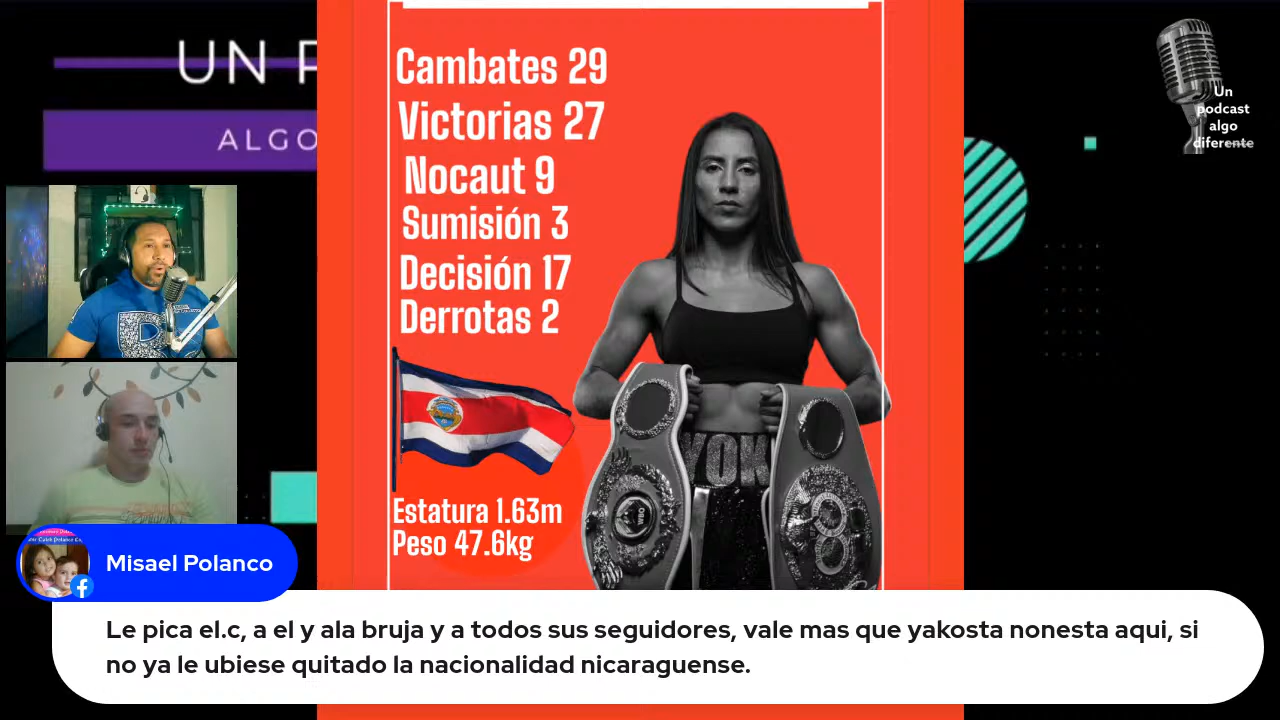 UN P
ALGO
Cambates 29
Victorias 27
Nocaut 9
Sumisión 3
Decisión 17
Derrotas 2
Estatura 1.63m
Peso 47.6kg
YOK
WBO
Un
podcast
algo
diferente
Misael Polanco
Le pica el.c, a el y ala bruja y a todos sus seguidores, vale mas que yakosta nonesta aqui, si
no ya le ubiese quitado la nacionalidad nicaraguense.